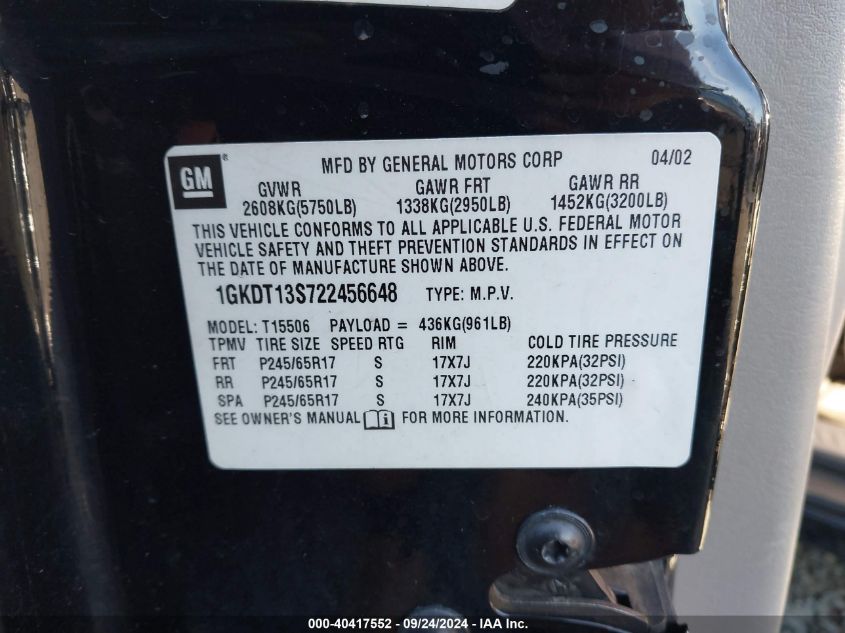 GM ®
MFD BY GENERAL MOTORS CORP 04/02
GVWR GAWR FRT GAWR RR
2608KG(5750LB) 1338KG(2950LB) 1452KG(3200LB)
THIS VEHICLE CONFORMS TO ALL APPLICABLE U.S. FEDERAL MOTOR
VEHICLE SAFETY AND THEFT PREVENTION STANDARDS IN EFFECT ON
THE DATE OF MANUFACTURE SHOWN ABOVE.
1GKDT13S722456648 TYPE: M.P.V.
MODEL: T15506 PAYLOAD = 436KG(961LB)
TPMV TIRE SIZE SPEED RTG RIM COLD TIRE PRESSURE
FRT P245/65R17 S 17X7J 220KPA(32PSI)
RR P245/65R17 S 17X7J 220KPA(32PSI)
SPA P245/65R17 S 17X7J 240KPA(35PSI)
SEE OWNER'S MANUAL i FOR MORE INFORMATION.
000-40417552 - 09/24/2024 - IAA Inc.